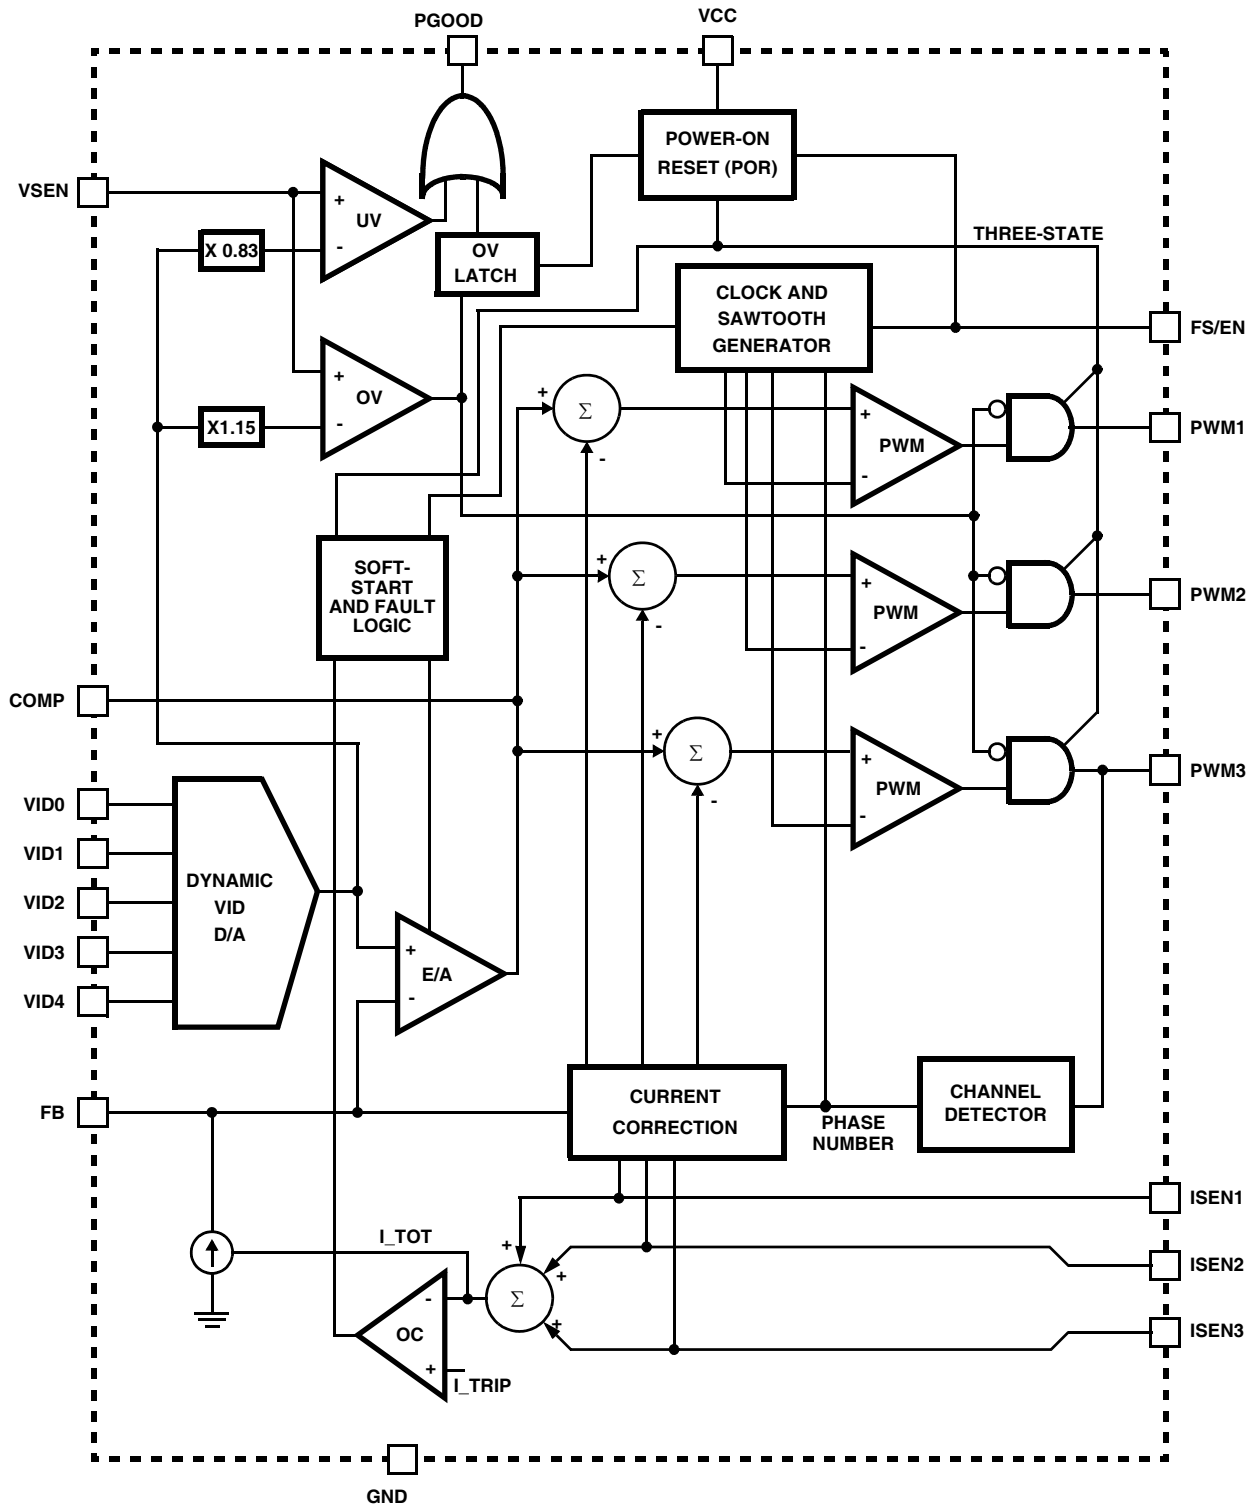 PGOOD
VCC
POWER-ON
RESET (POR)
VSEN
+
UV
-
X 0.83
OV
LATCH
THREE-STATE
CLOCK AND
SAWTOOTH
GENERATOR
FS/EN
+
OV
-
X1.15
+
Σ
-
+
PWM
-
PWM1
SOFT-
START
AND FAULT
LOGIC
+
Σ
-
+
PWM
-
PWM2
COMP
+
Σ
-
+
PWM
-
PWM3
VID0
VID1
VID2
VID3
VID4
DYNAMIC
VID
D/A
+
E/A
-
FB
CURRENT
CORRECTION
PHASE
NUMBER
CHANNEL
DETECTOR
ISEN1
I_TOT
+
+
Σ
+
ISEN2
-
OC
+
I_TRIP
ISEN3
GND